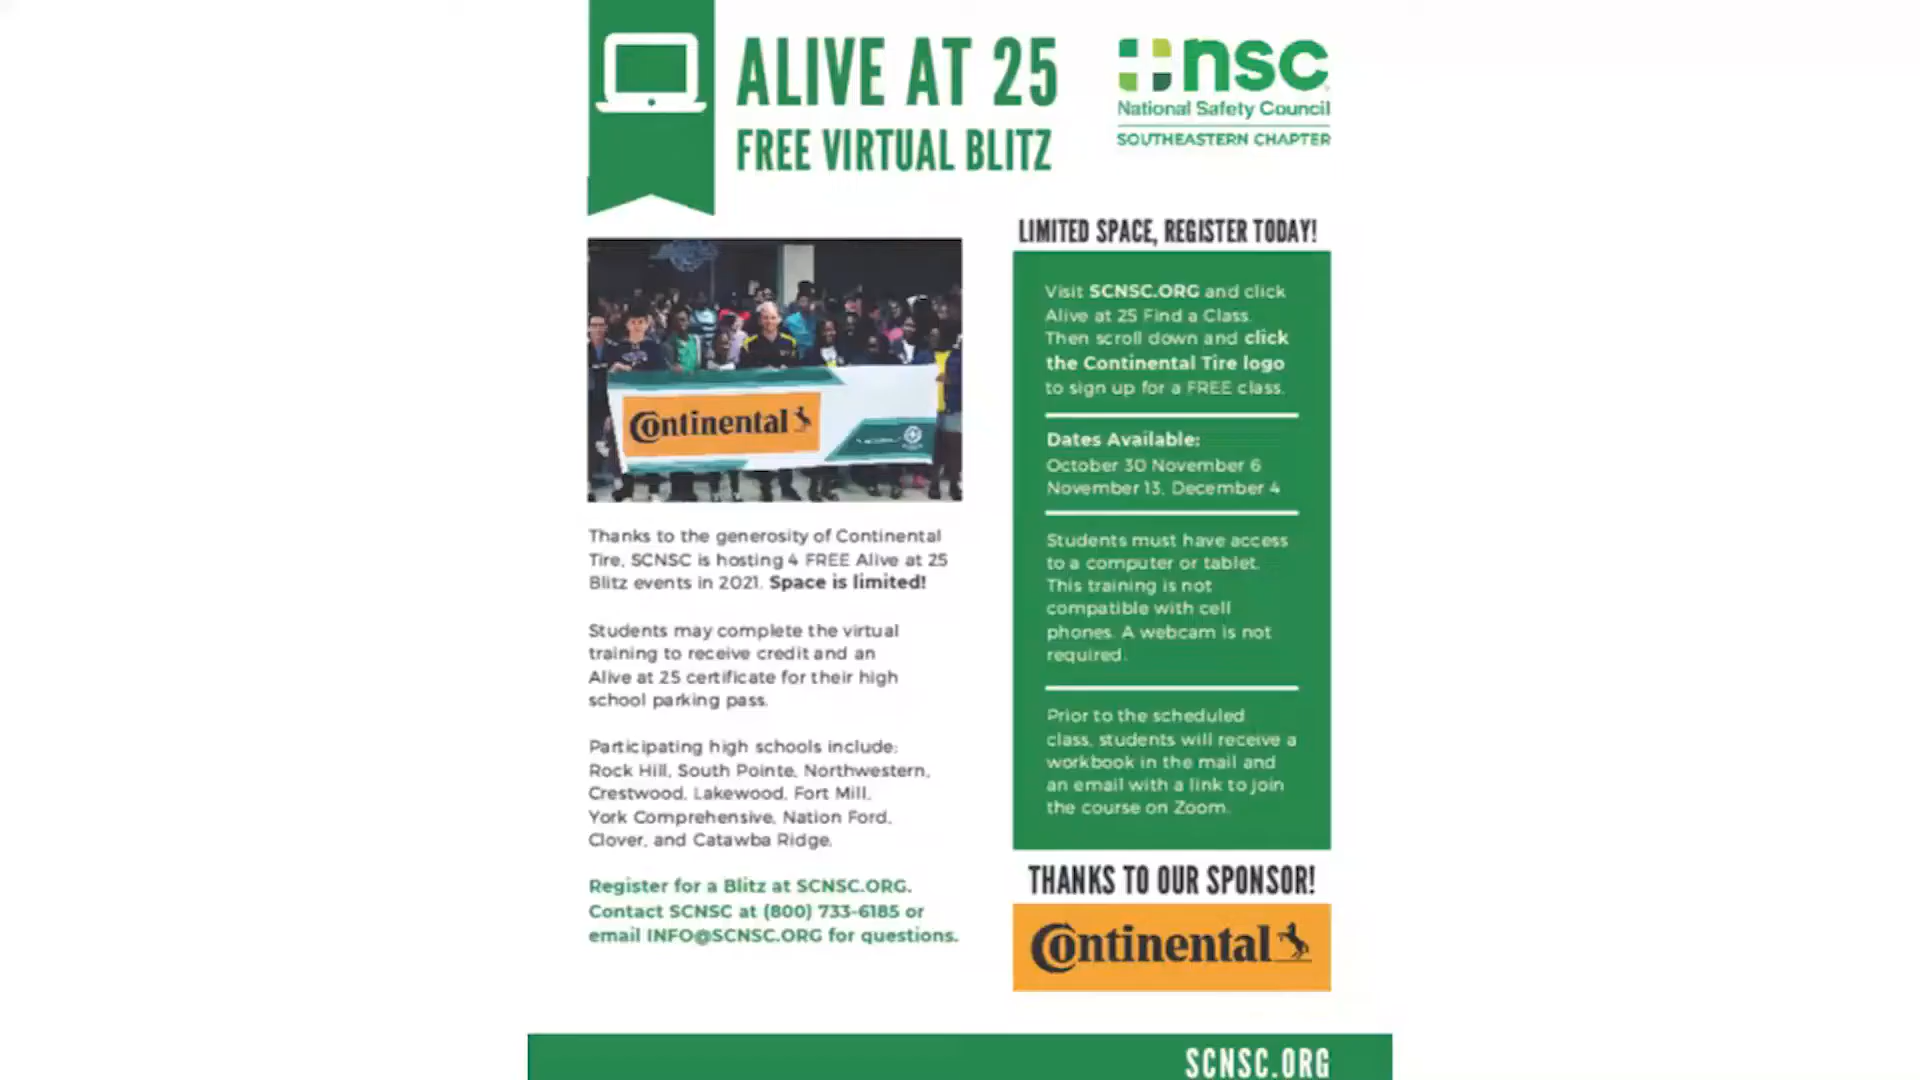 ALIVE AT 25
FREE VIRTUAL BLITZ
nsc
National Safety Council
SOUTHEASTERN CHAPTER
Continental
Thanks to the generosity of Continental
Tire, SCNSC is hosting 4 FREE Alive at 25
Blitz events in 2021. Space is limited!
Students may complete the virtual
training to receive credit and an
Alive at 25 certificate for their high
school parking pass.
Participating high schools include:
Rock Hill, South Pointe, Northwestern,
Crestwood, Lakewood, Fort Mill,
York Comprehensive, Nation Ford,
Clover, and Catawba Ridge.
Register for a Blitz at SCNSC.ORG.
Contact SCNSC at (800) 733-6185 or
email INFO@SCNSC.ORG for questions.
LIMITED SPACE, REGISTER TODAY!
Visit SCNSC.ORG and click
Alive at 25 Find a Class.
Then scroll down and click
the Continental Tire logo
to sign up for a FREE class.
Dates Available:
October 30 November 6
November 13, December 4
Students must have access
to a computer or tablet.
This training is not
compatible with cell
phones. A webcam is not
required.
Prior to the scheduled
class, students will receive a
workbook in the mail and
an email with a link to join
the course on Zoom.
THANKS TO OUR SPONSOR!
Continental
SCNSC.ORG